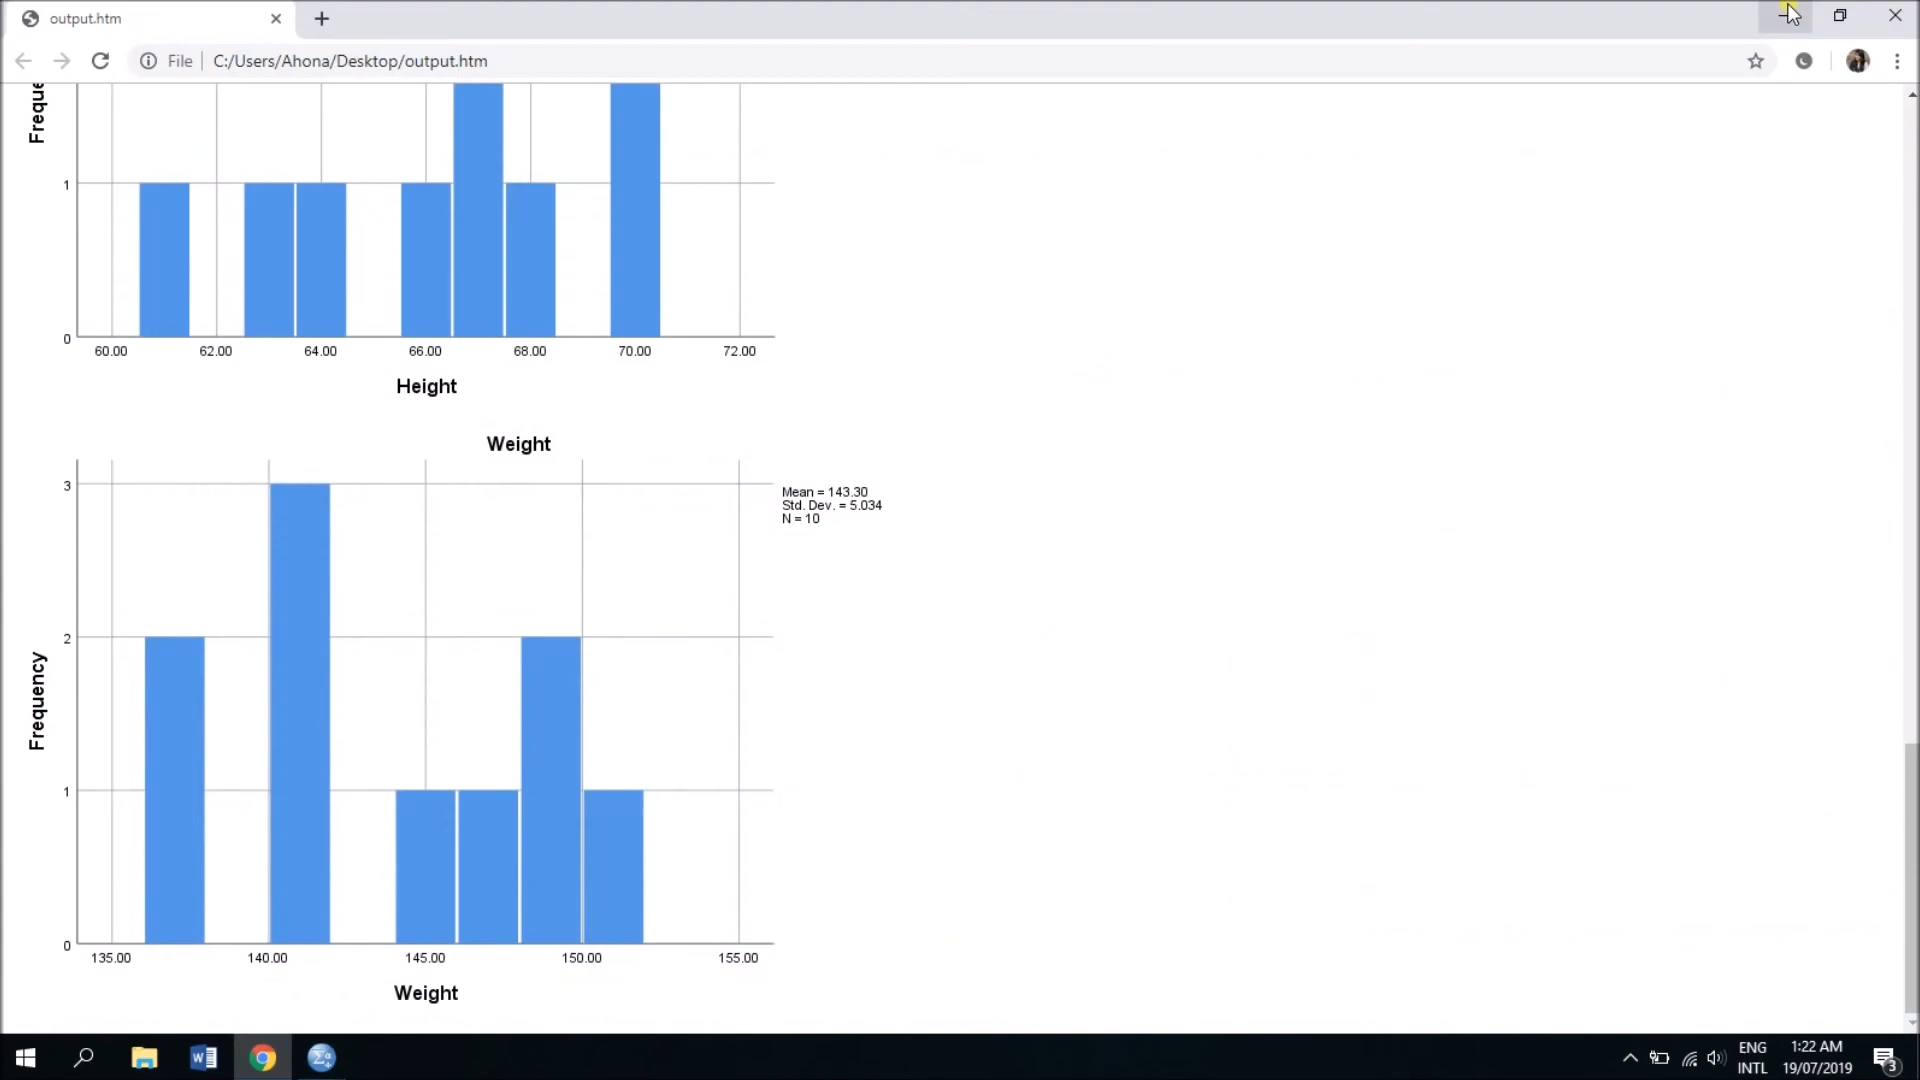 output.htm
File C:/Users/Ahona/Desktop/output.htm
1
0
60.00 62.00 64.00 66.00 68.00 70.00 72.00
Height
Weight
3
Mean = 143.30
Std. Dev. = 5.034
N = 10
2
Frequency
1
0
135.00 140.00 145.00 150.00 155.00
Weight
ENG 1:22 AM
INTL 19/07/2019
3